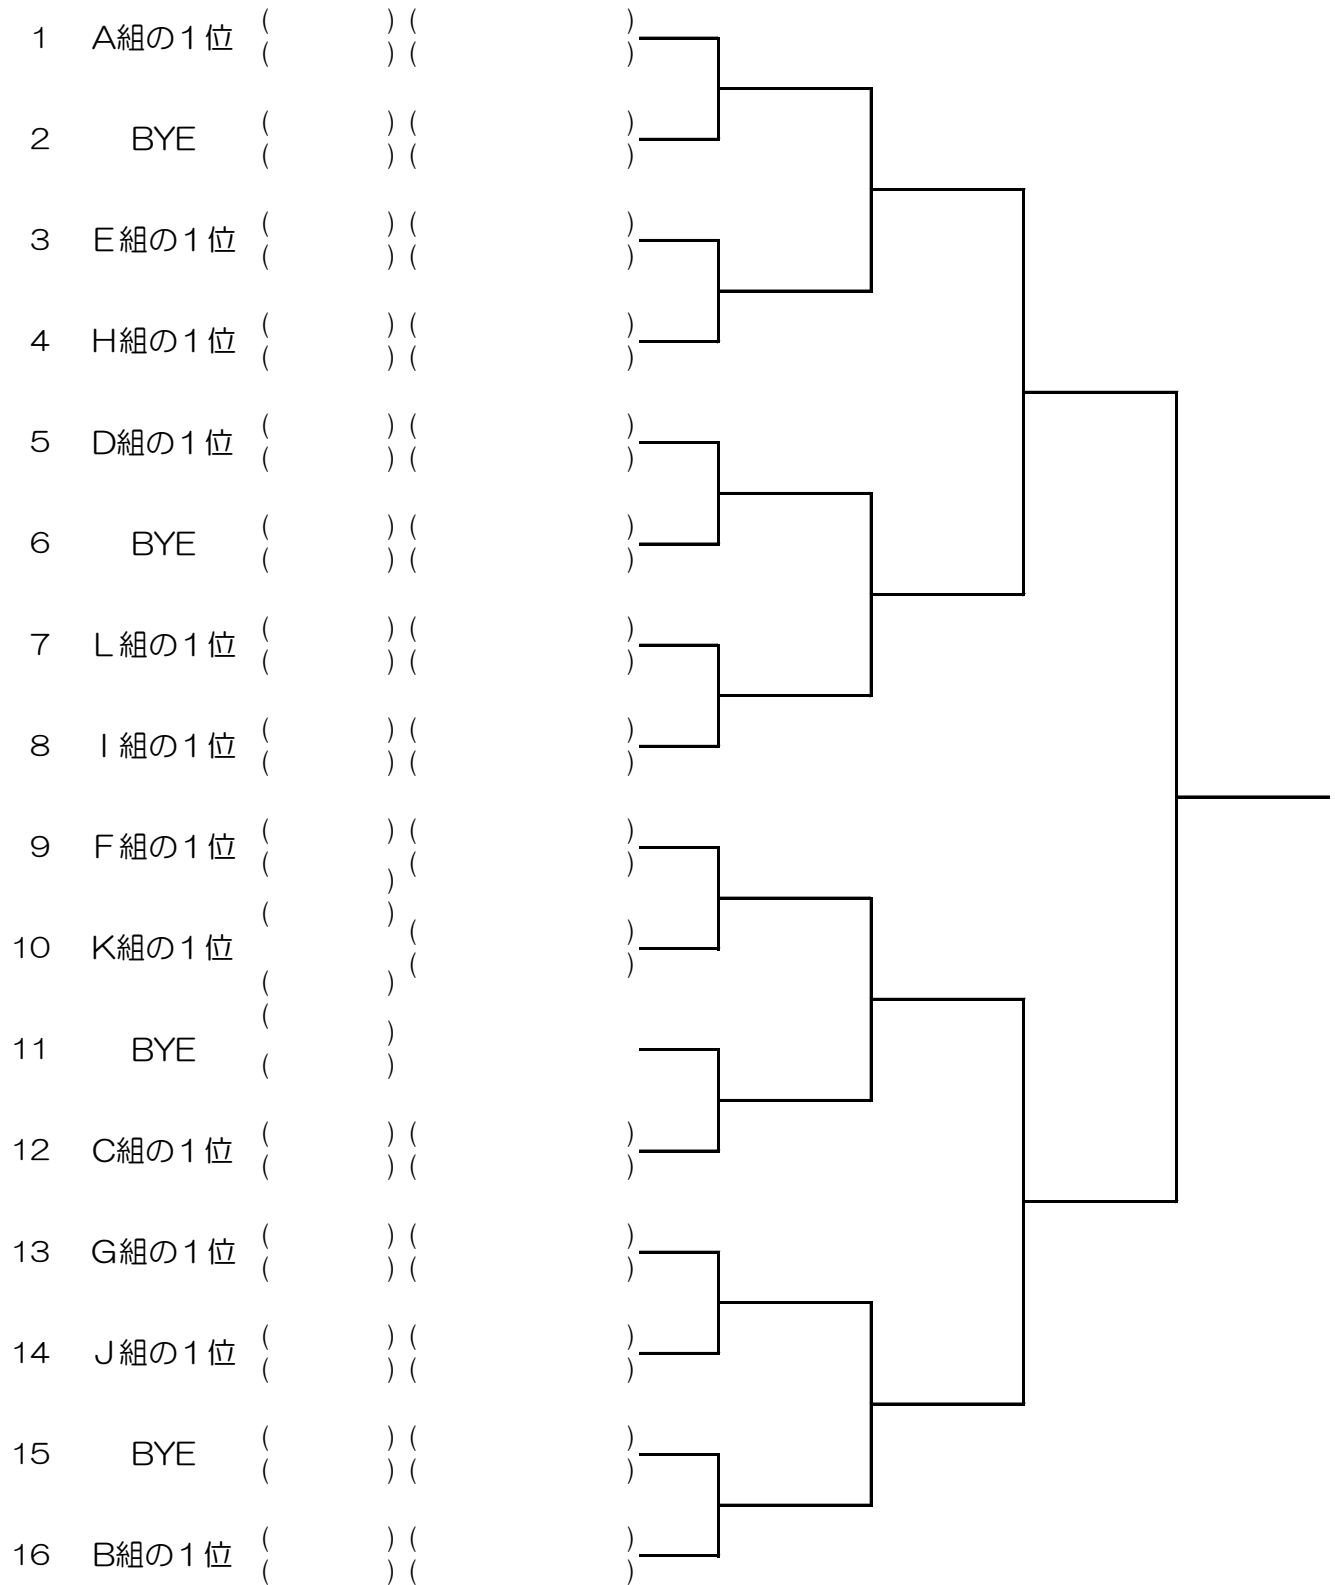 1 A組の1位 ( ) ( )
( ) ( )
2 BYE ( ) ( )
( ) ( )
3 E組の1位 ( ) ( )
( ) ( )
4 H組の1位 ( ) ( )
( ) ( )
5 D組の1位 ( ) ( )
( ) ( )
6 BYE ( ) ( )
( ) ( )
7 L組の1位 ( ) ( )
( ) ( )
8 I組の1位 ( ) ( )
( ) ( )
9 F組の1位 ( ) ( )
( ) ( )
10 K組の1位 ( ) ( )
( ) ( )
11 BYE ( )
( )
12 C組の1位 ( ) ( )
( ) ( )
13 G組の1位 ( ) ( )
( ) ( )
14 J組の1位 ( ) ( )
( ) ( )
15 BYE ( ) ( )
( ) ( )
16 B組の1位 ( ) ( )
( ) ( )